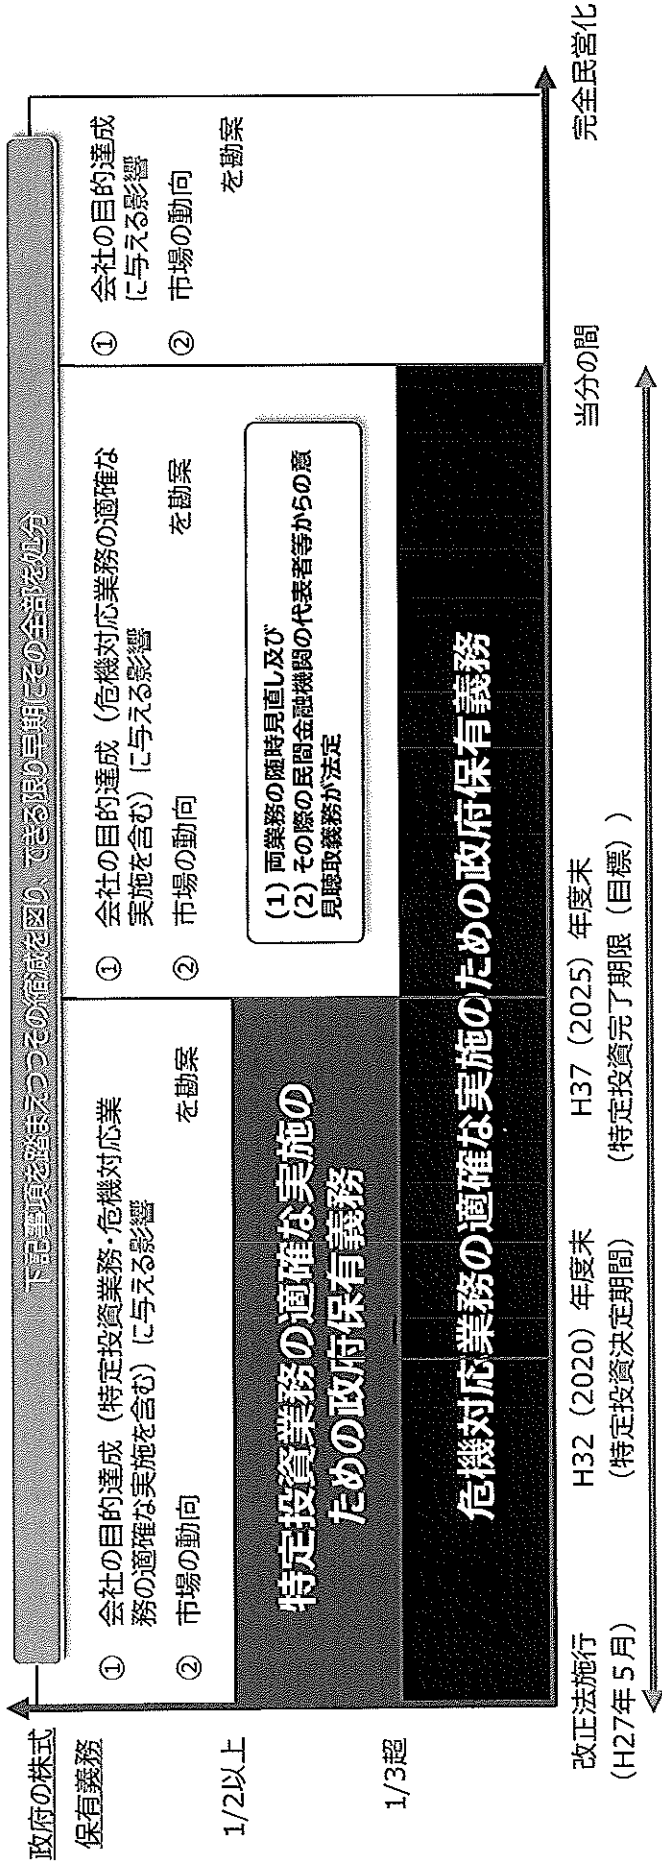 政府の株式
保有義務
1/2以上
1/3超
下記事項を踏まえつつその縮減を図り、できる限り早期にその全部を処分
① 会社の目的達成（特定投資業務・危機対応業
務の適確な実施を含む）に与える影響
② 市場の動向
を勘案
① 会社の目的達成（危機対応業務の適確な
実施を含む）に与える影響
② 市場の動向
を勘案
① 会社の目的達成
に与える影響
② 市場の動向
を勘案
(1) 両業務の随時見直し及び
(2) その際の民間金融機関の代表者等からの意
見聴取義務が法定
特定投資業務の適確な実施の
ための政府保有義務
危機対応業務の適確な実施のための政府保有義務
改正法施行
（H27年５月）
H32（2020）年度末
（特定投資決定期間）
H37（2025）年度末
（特定投資完了期限（目標））
当分の間
完全民営化